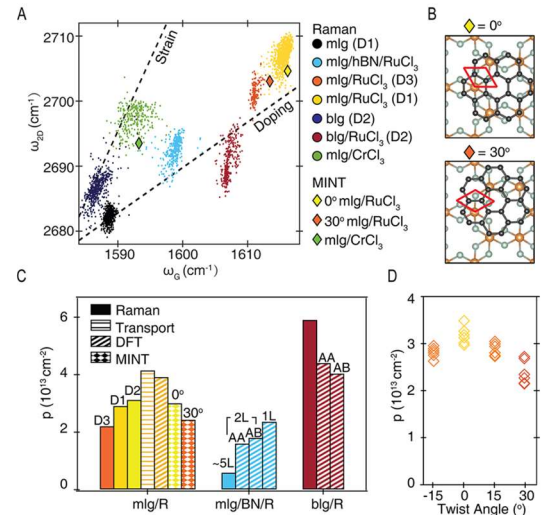 A
2710
2700
2690
2680
ω2D (cm-1)
Strain
Doping
1590
1600
1610
ωG (cm-1)
Raman
mlg (D1)
mlg/hBN/RuCl3
mlg/RuCl3 (D3)
mlg/RuCl3 (D1)
blg (D2)
blg/RuCl3 (D2)
mlg/CrCl3
MINT
0o mlg/RuCl3
30o mlg/RuCl3
mlg/CrCl3
B
= 0°
= 30°
C
p (10^13 cm-2)
6
4
2
0
Raman
Transport
DFT
MINT
D3
D1
D2
0o
30o
~5L
2L
AA
AB
1L
AA
AB
mlg/R
mlg/BN/R
blg/R
D
p (10^13 cm-2)
4
3
2
1
0
-15
0
15
30
Twist Angle (o)